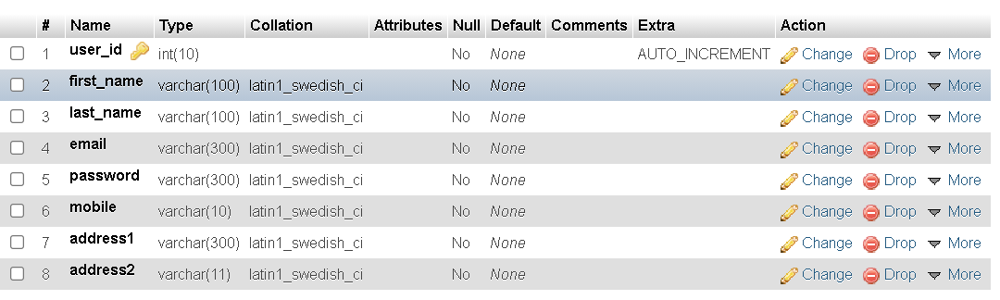 # Name Type Collation Attributes Null Default Comments Extra Action
1 user_id int(10) No None AUTO_INCREMENT Change Drop More
2 first_name varchar(100) latin1_swedish_ci No None Change Drop More
3 last_name varchar(100) latin1_swedish_ci No None Change Drop More
4 email varchar(300) latin1_swedish_ci No None Change Drop More
5 password varchar(300) latin1_swedish_ci No None Change Drop More
6 mobile varchar(10) latin1_swedish_ci No None Change Drop More
7 address1 varchar(300) latin1_swedish_ci No None Change Drop More
8 address2 varchar(11) latin1_swedish_ci No None Change Drop More